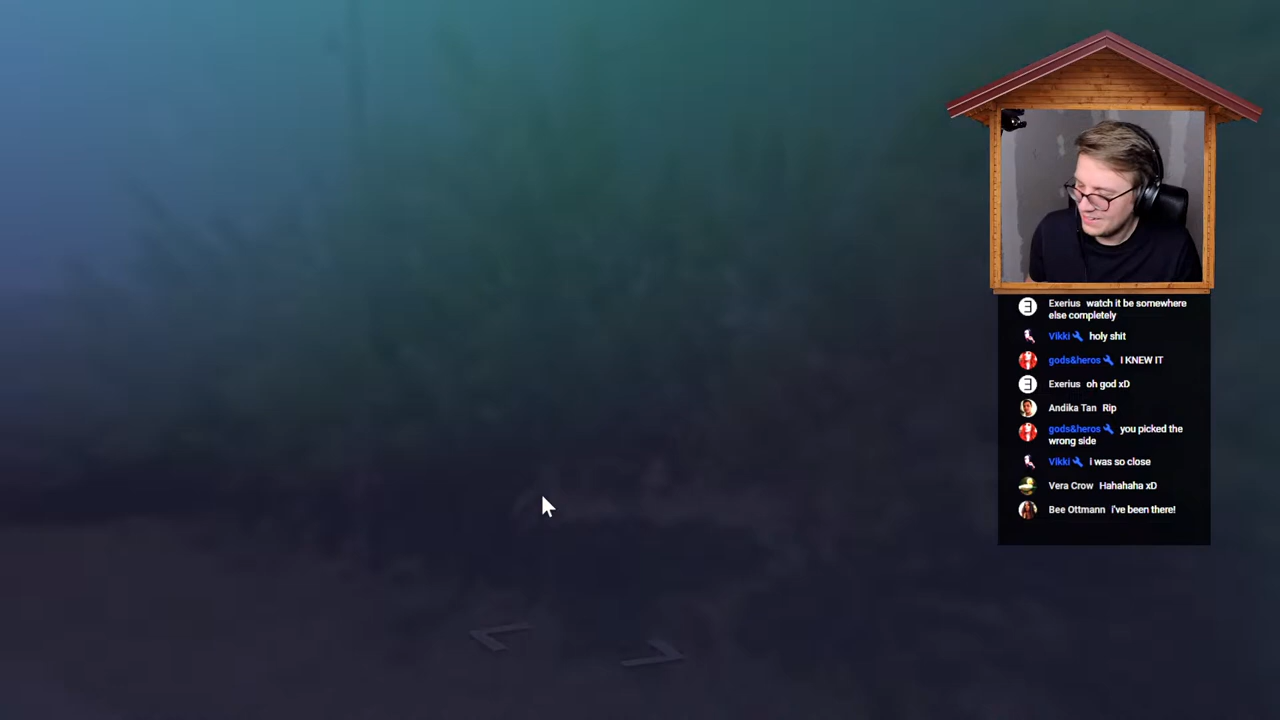 Exerius watch it be somewhere
else completely
Vikki holy shit
gods&heros I KNEW IT
Exerius oh god xD
Andika Tan Rip
gods&heros you picked the
wrong side
Vikki i was so close
Vera Crow Hahahaha xD
Bee Ottmann i've been there!